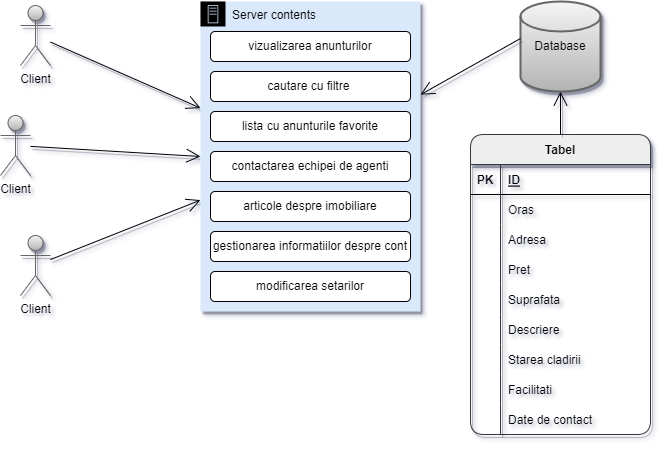 Server contents
vizualizarea anunturilor
cautare cu filtre
lista cu anunturile favorite
contactarea echipei de agenti
articole despre imobiliare
gestionarea informatiilor despre cont
modificarea setarilor
Client
Client
Client
Database
Tabel
PK ID
Oras
Adresa
Pret
Suprafata
Descriere
Starea cladirii
Facilitati
Date de contact